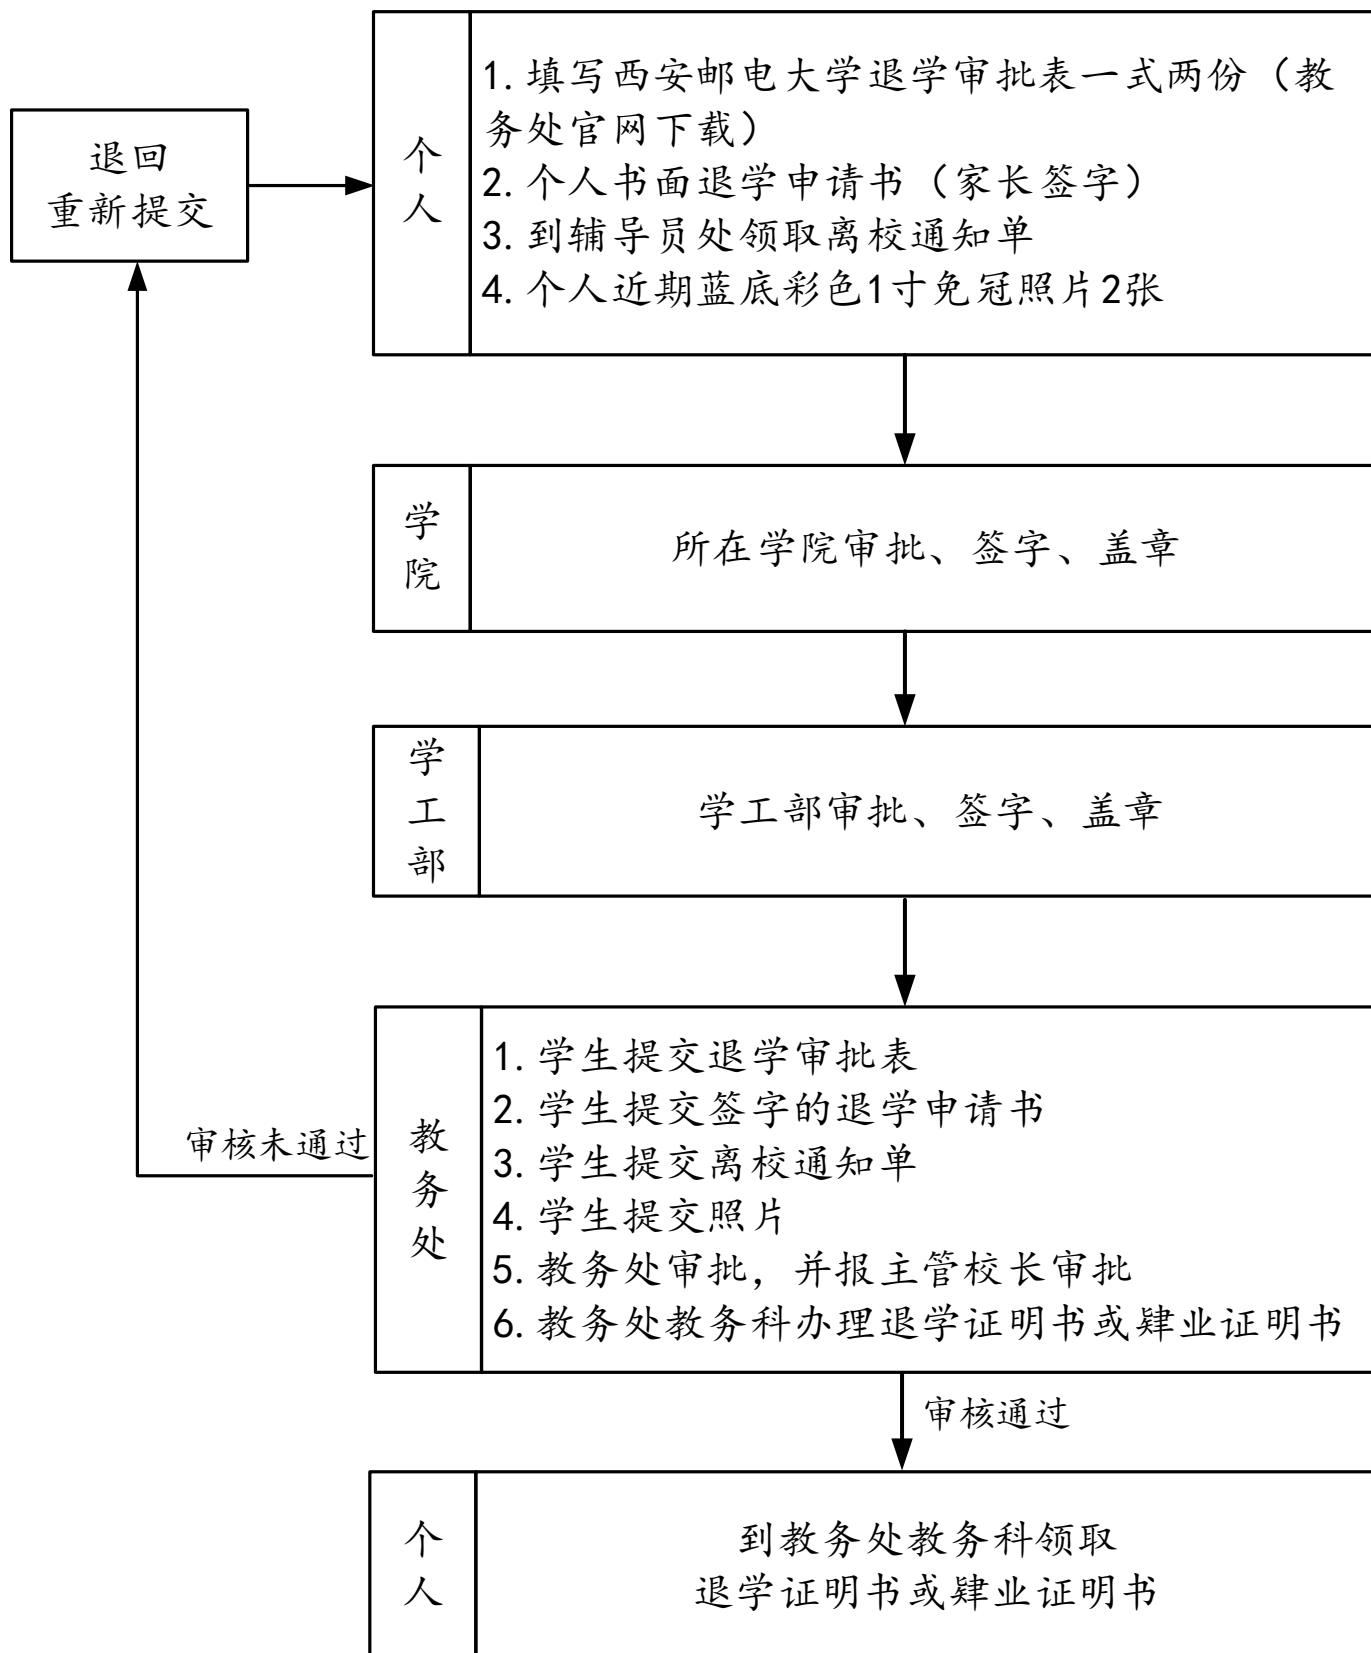 退回
重新提交
个
人
1.填写西安邮电大学退学审批表一式两份（教
务处官网下载）
2.个人书面退学申请书（家长签字）
3.到辅导员处领取离校通知单
4.个人近期蓝底彩色1寸免冠照片2张
学
院
所在学院审批、签字、盖章
学
工
部
学工部审批、签字、盖章
审核未通过
教
务
处
1.学生提交退学审批表
2.学生提交签字的退学申请书
3.学生提交离校通知单
4.学生提交照片
5.教务处审批，并报主管校长审批
6.教务处教务科办理退学证明书或肄业证明书
审核通过
个
人
到教务处教务科领取
退学证明书或肄业证明书